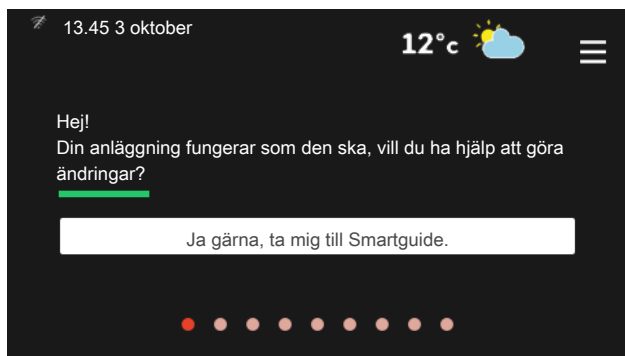 13.45 3 oktober
12°c
Hej!
Din anläggning fungerar som den ska, vill du ha hjälp att göra
ändringar?
Ja gärna, ta mig till Smartguide.